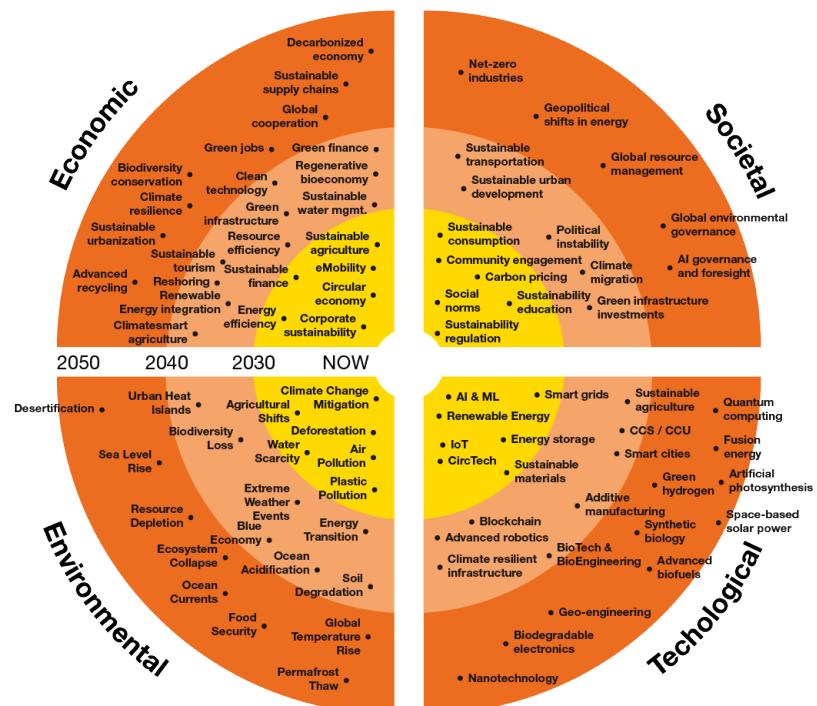 Economic
Decarbonized
economy
Sustainable
supply chains
Global
cooperation
Green jobs
Green finance
Biodiversity
conservation
Clean
technology
Regenerative
bioeconomy
Climate
resilience
Green
infrastructure
Sustainable
water mgmt.
Sustainable
urbanization
Resource
efficiency
Sustainable
agriculture
Sustainable
tourism
Sustainable
finance
eMobility
Advanced
recycling
Reshoring
Renewable
Energy integration
Circular
economy
Climatesmart
agriculture
Energy
efficiency
Corporate
sustainability
Societal
Net-zero
industries
Geopolitical
shifts in energy
Sustainable
transportation
Global resource
management
Sustainable urban
development
Global environmental
governance
Sustainable
consumption
Political
instability
Community engagement
Climate
migration
AI governance
and foresight
Carbon pricing
Social
norms
Sustainability
education
Green infrastructure
investments
Sustainability
regulation
2050
2040
2030
NOW
Environmental
Desertification
Urban Heat
Islands
Agricultural
Shifts
Climate Change
Mitigation
Biodiversity
Loss
Deforestation
Water
Scarcity
Sea Level
Rise
Air
Pollution
Plastic
Pollution
Extreme
Weather
Events
Resource
Depletion
Blue
Economy
Energy
Transition
Ecosystem
Collapse
Ocean
Acidification
Ocean
Currents
Soil
Degradation
Food
Security
Global
Temperature
Rise
Permafrost
Thaw
Techological
AI & ML
Smart grids
Sustainable
agriculture
Quantum
computing
Renewable Energy
CCS / CCU
IoT
Energy storage
Smart cities
Fusion
energy
CircTech
Sustainable
materials
Green
hydrogen
Artificial
photosynthesis
Additive
manufacturing
Space-based
solar power
Blockchain
Synthetic
biology
Advanced robotics
BioTech &
BioEngineering
Climate resilient
infrastructure
Advanced
biofuels
Geo-engineering
Biodegradable
electronics
Nanotechnology